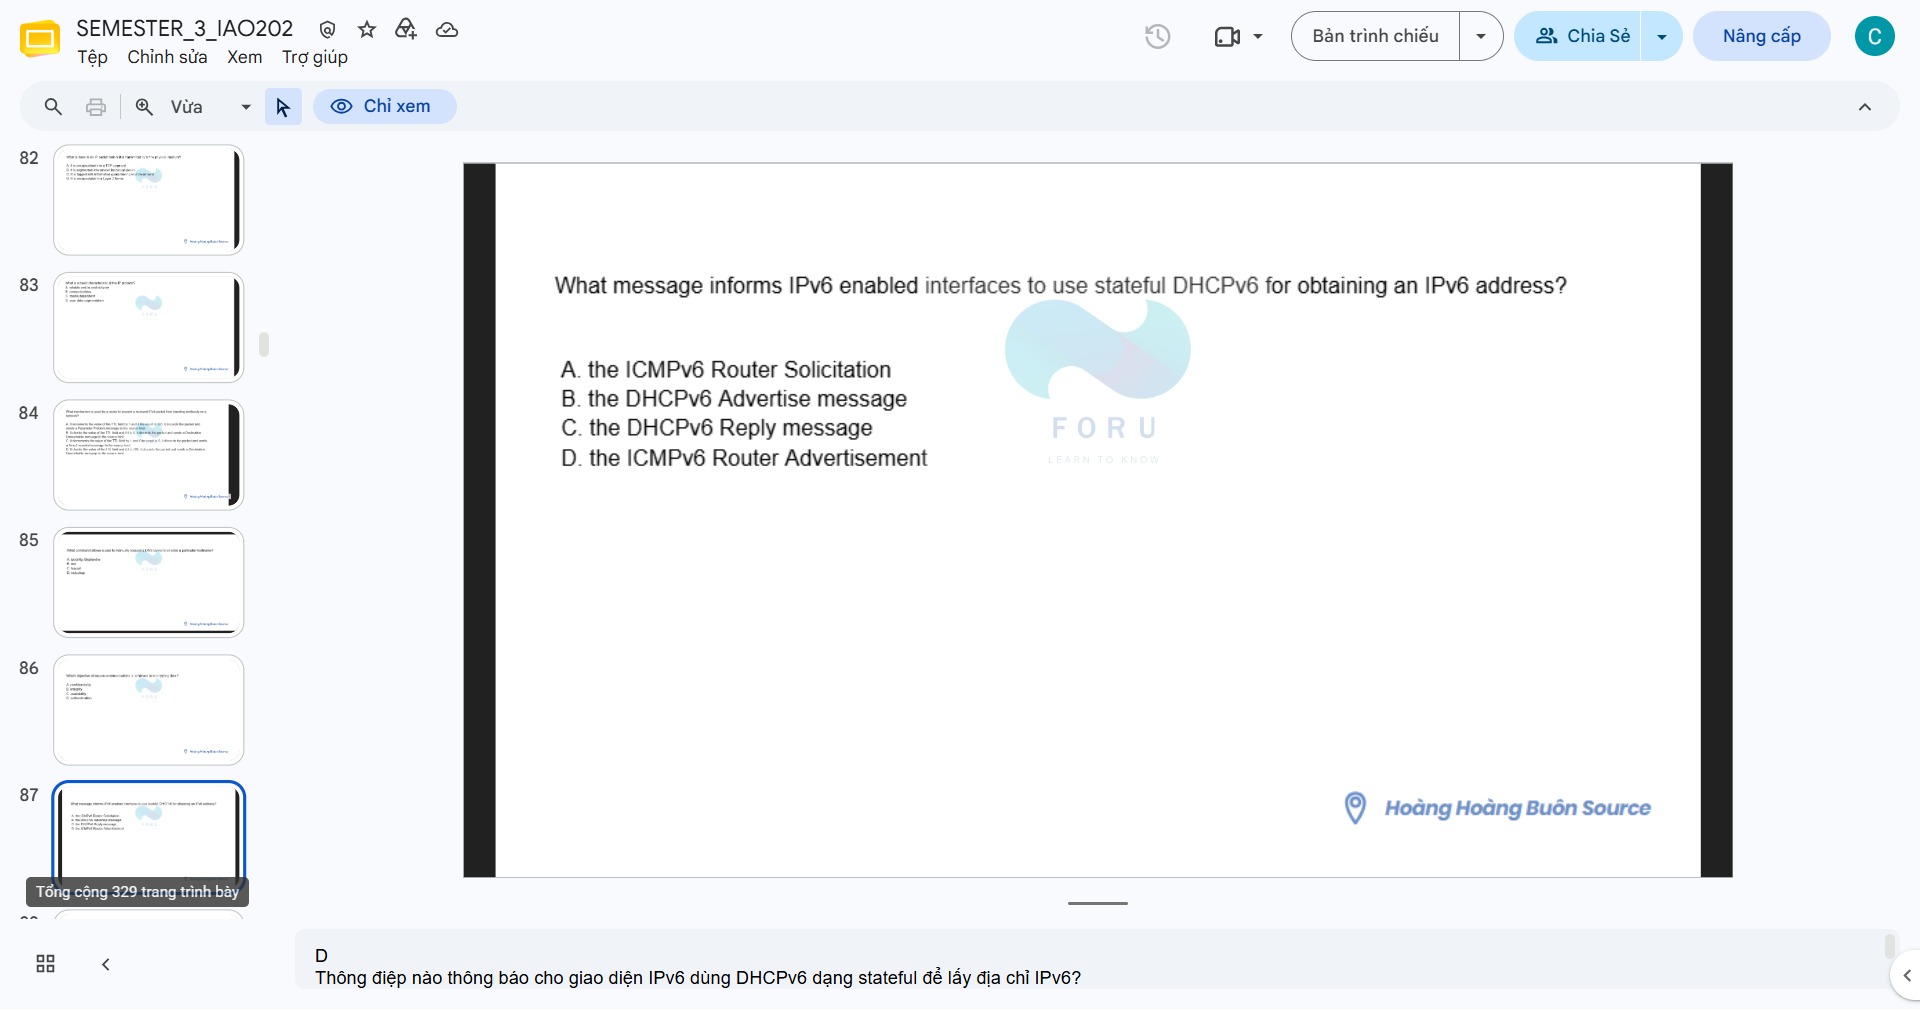 SEMESTER_3_IAO202
Tệp Chỉnh sửa Xem Trợ giúp
Bản trình chiếu
Chia Sẻ
Nâng cấp
C
Vừa
Chỉ xem
82
83
84
85
86
87
Tổng cộng 329 trang trình bày
What message informs IPv6 enabled interfaces to use stateful DHCPv6 for obtaining an IPv6 address?
A. the ICMPv6 Router Solicitation
B. the DHCPv6 Advertise message
C. the DHCPv6 Reply message
D. the ICMPv6 Router Advertisement
FORU
LEARN TO KNOW
Hoàng Hoàng Buôn Source
D
Thông điệp nào thông báo cho giao diện IPv6 dùng DHCPv6 dạng stateful để lấy địa chỉ IPv6?